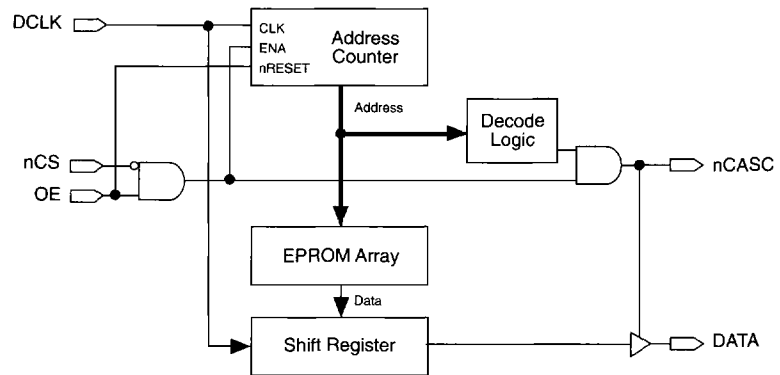 DCLK
CLK
ENA
nRESET
Address
Counter
Address
Decode
Logic
nCS
OE
nCASC
EPROM Array
Data
Shift Register
DATA